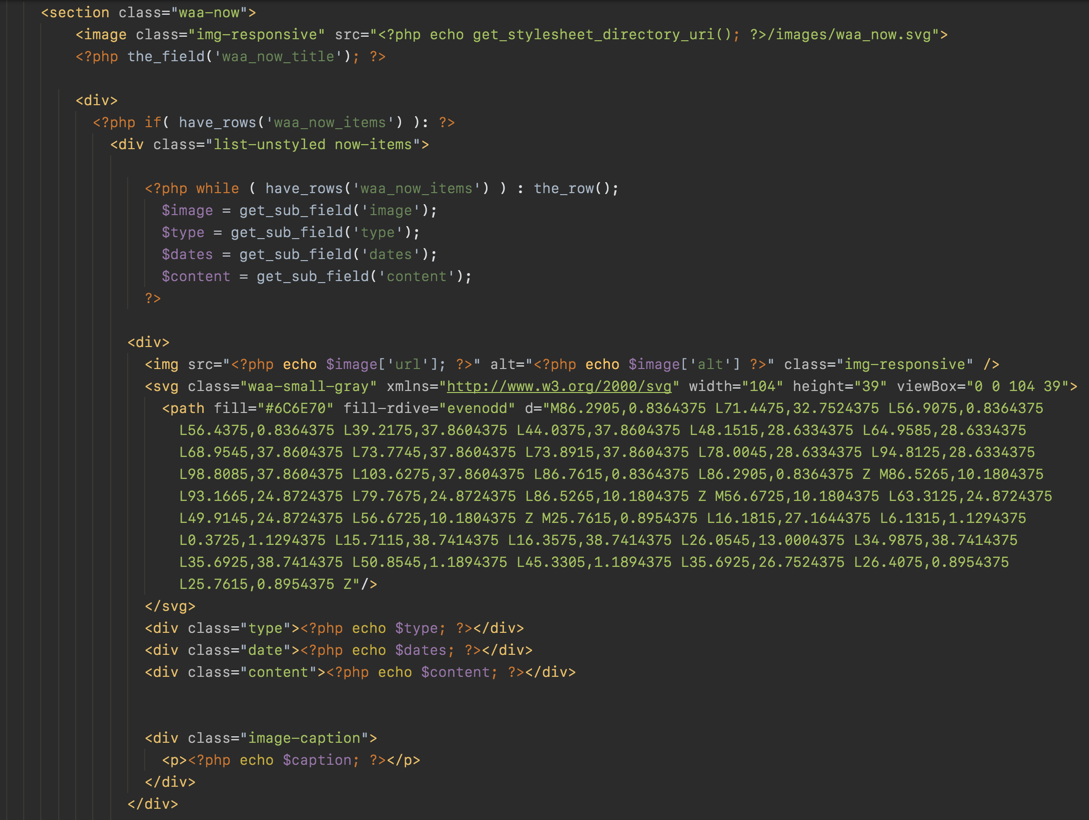 <section class="waa-now">
<image class="img-responsive" src="<?php echo get_stylesheet_directory_uri(); ?>/images/waa_now.svg">
<?php the_field('waa_now_title'); ?>
<div>
<?php if( have_rows('waa_now_items') ): ?>
<div class="list-unstyled now-items">
<?php while ( have_rows('waa_now_items') ) : the_row();
$image = get_sub_field('image');
$type = get_sub_field('type');
$dates = get_sub_field('dates');
$content = get_sub_field('content');
?>
<div>
<img src="<?php echo $image['url']; ?>" alt="<?php echo $image['alt'] ?>" class="img-responsive" />
<svg class="waa-small-gray" xmlns="http://www.w3.org/2000/svg" width="104" height="39" viewBox="0 0 104 39">
<path fill="#6C6E70" fill-rdive="evenodd" d="M86.2905,0.8364375 L71.4475,32.7524375 L56.9075,0.8364375
L56.4375,0.8364375 L39.2175,37.8604375 L44.0375,37.8604375 L48.1515,28.6334375 L64.9585,28.6334375
L68.9545,37.8604375 L73.7745,37.8604375 L73.8915,37.8604375 L78.0045,28.6334375 L94.8125,28.6334375
L98.8085,37.8604375 L103.6275,37.8604375 L86.7615,0.8364375 L86.2905,0.8364375 Z M86.5265,10.1804375
L93.1665,24.8724375 L79.7675,24.8724375 L86.5265,10.1804375 Z M56.6725,10.1804375 L63.3125,24.8724375
L49.9145,24.8724375 L56.6725,10.1804375 Z M25.7615,0.8954375 L16.1815,27.1644375 L6.1315,1.1294375
L0.3725,1.1294375 L15.7115,38.7414375 L16.3575,38.7414375 L26.0545,13.0004375 L34.9875,38.7414375
L35.6925,38.7414375 L50.8545,1.1894375 L45.3305,1.1894375 L35.6925,26.7524375 L26.4075,0.8954375
L25.7615,0.8954375 Z"/>
</svg>
<div class="type"><?php echo $type; ?></div>
<div class="date"><?php echo $dates; ?></div>
<div class="content"><?php echo $content; ?></div>
<div class="image-caption">
<p><?php echo $caption; ?></p>
</div>
</div>